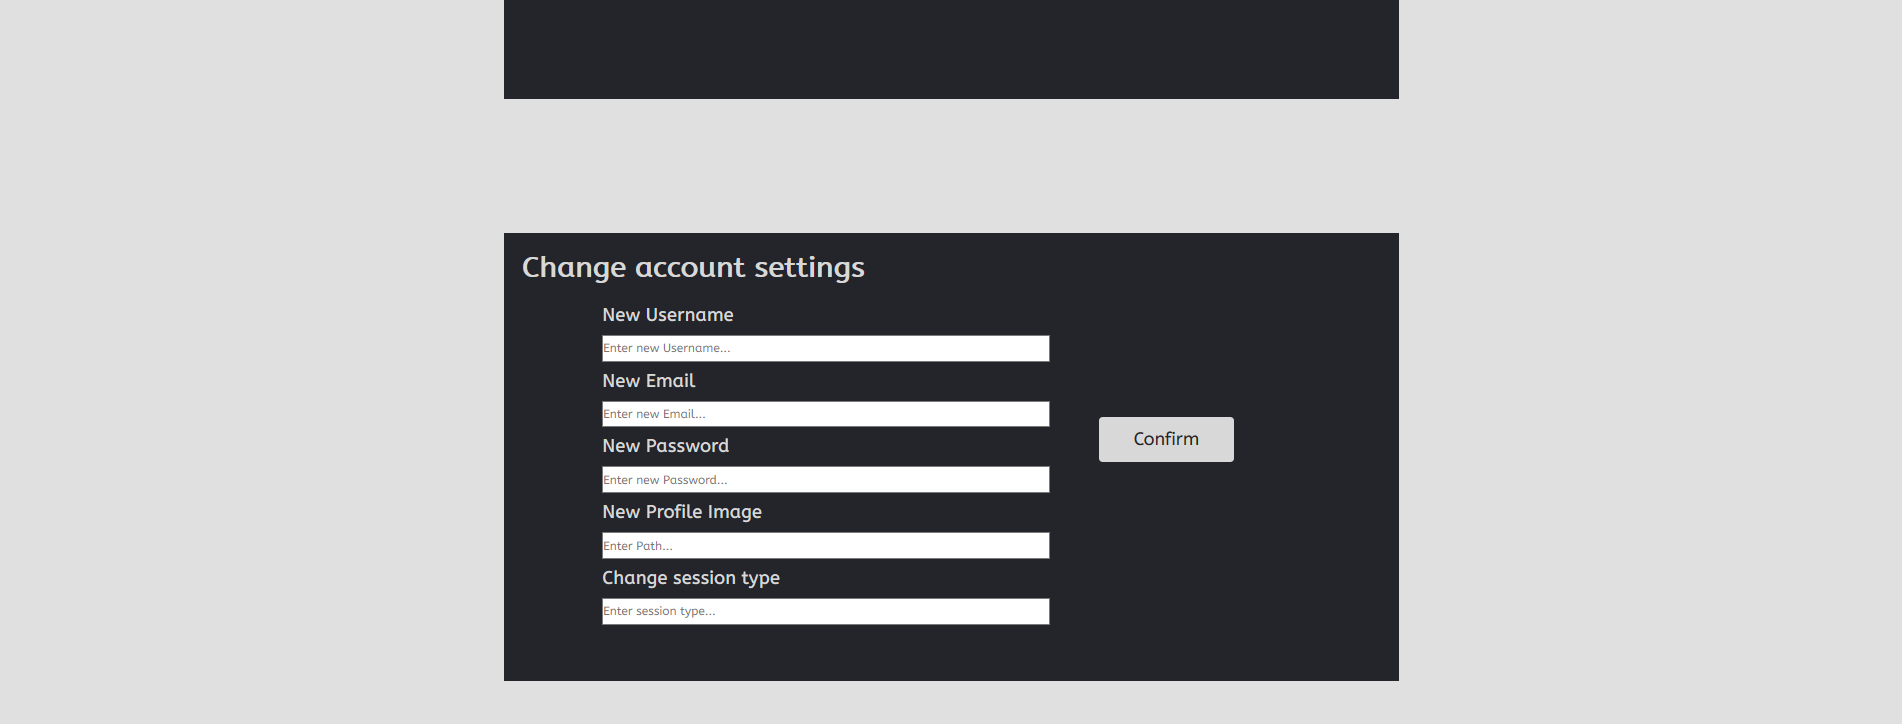 Change account settings
New Username
Enter new Username...
New Email
Enter new Email...
Confirm
New Password
Enter new Password...
New Profile Image
Enter Path...
Change session type
Enter session type...